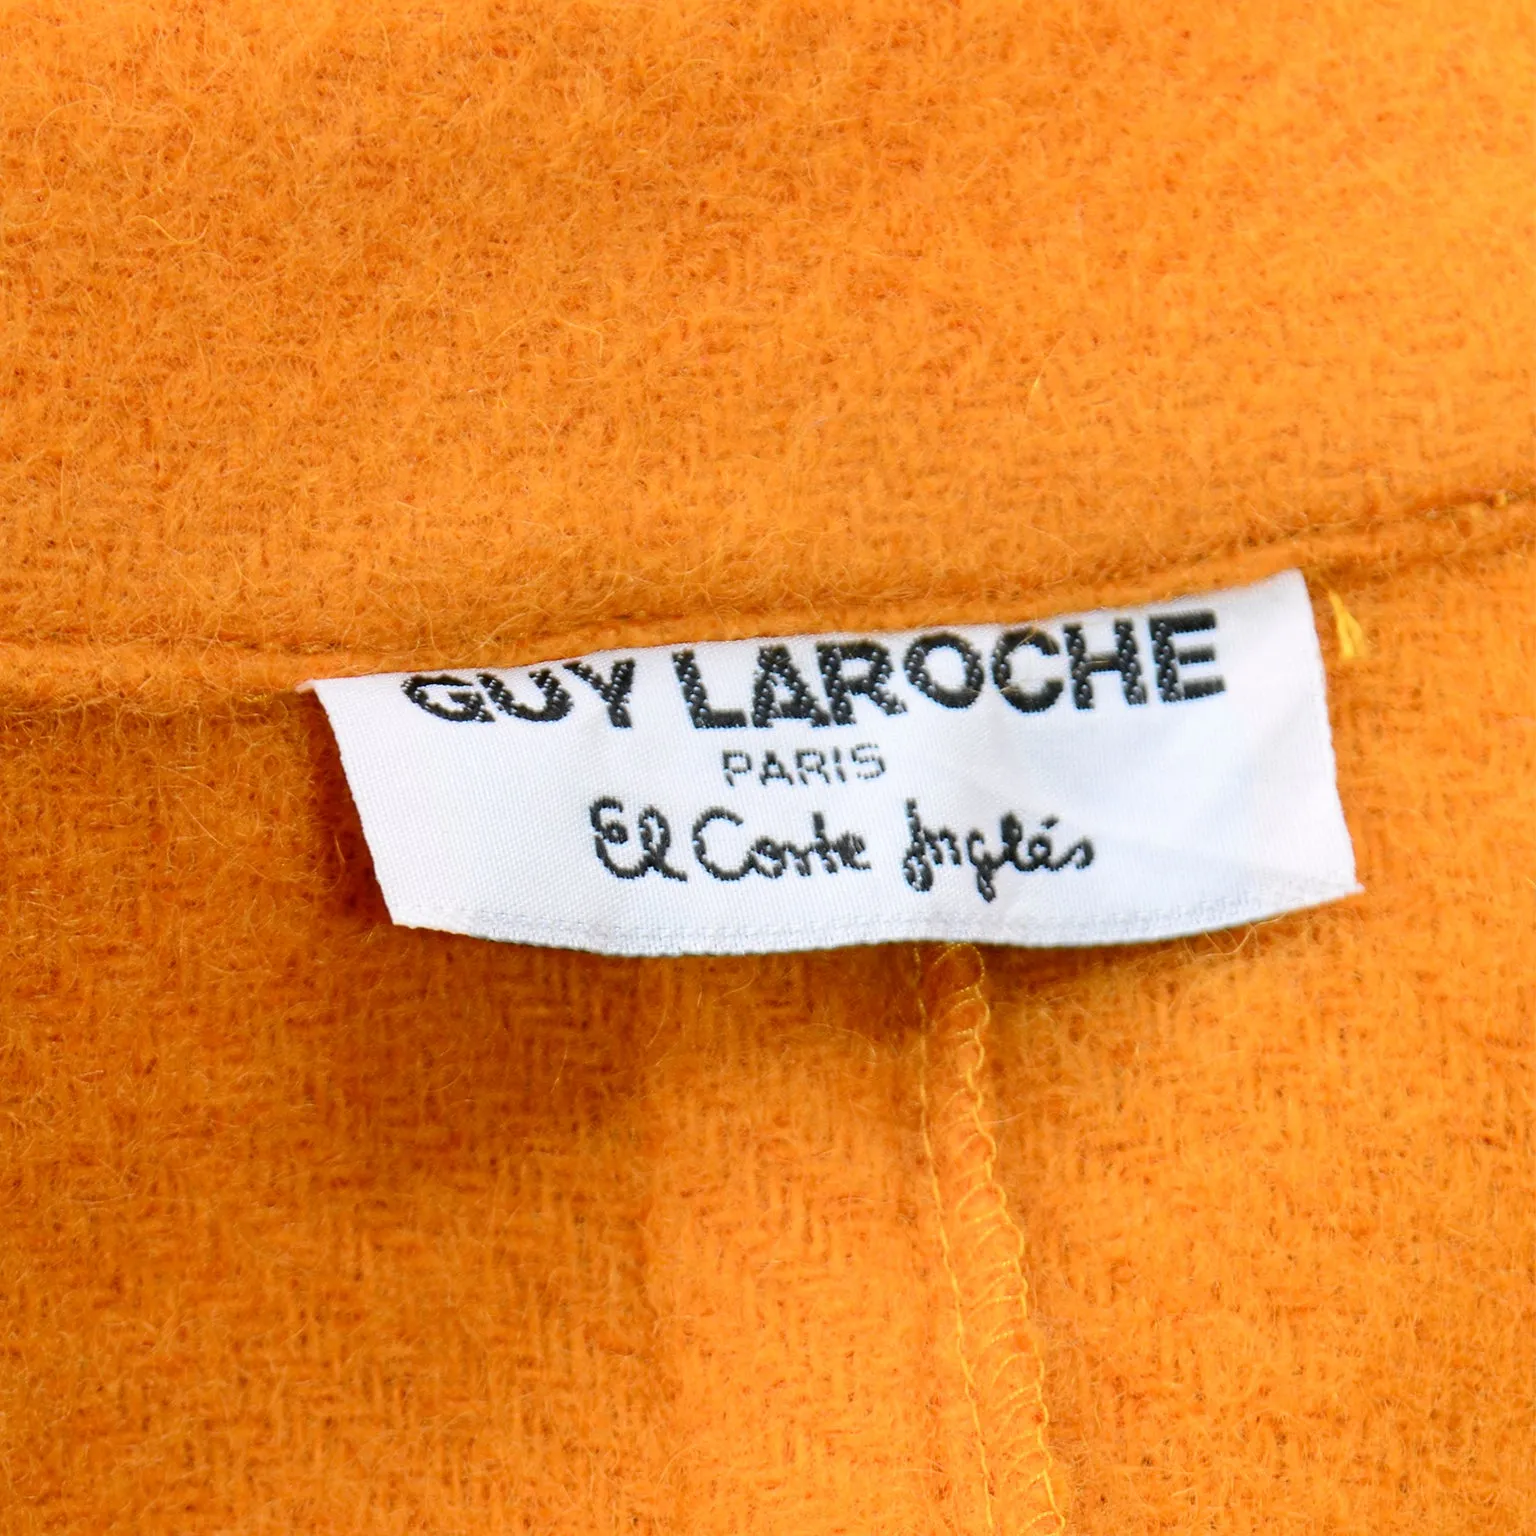 GUY LAROCHE
PARIS
El Corte Inglés